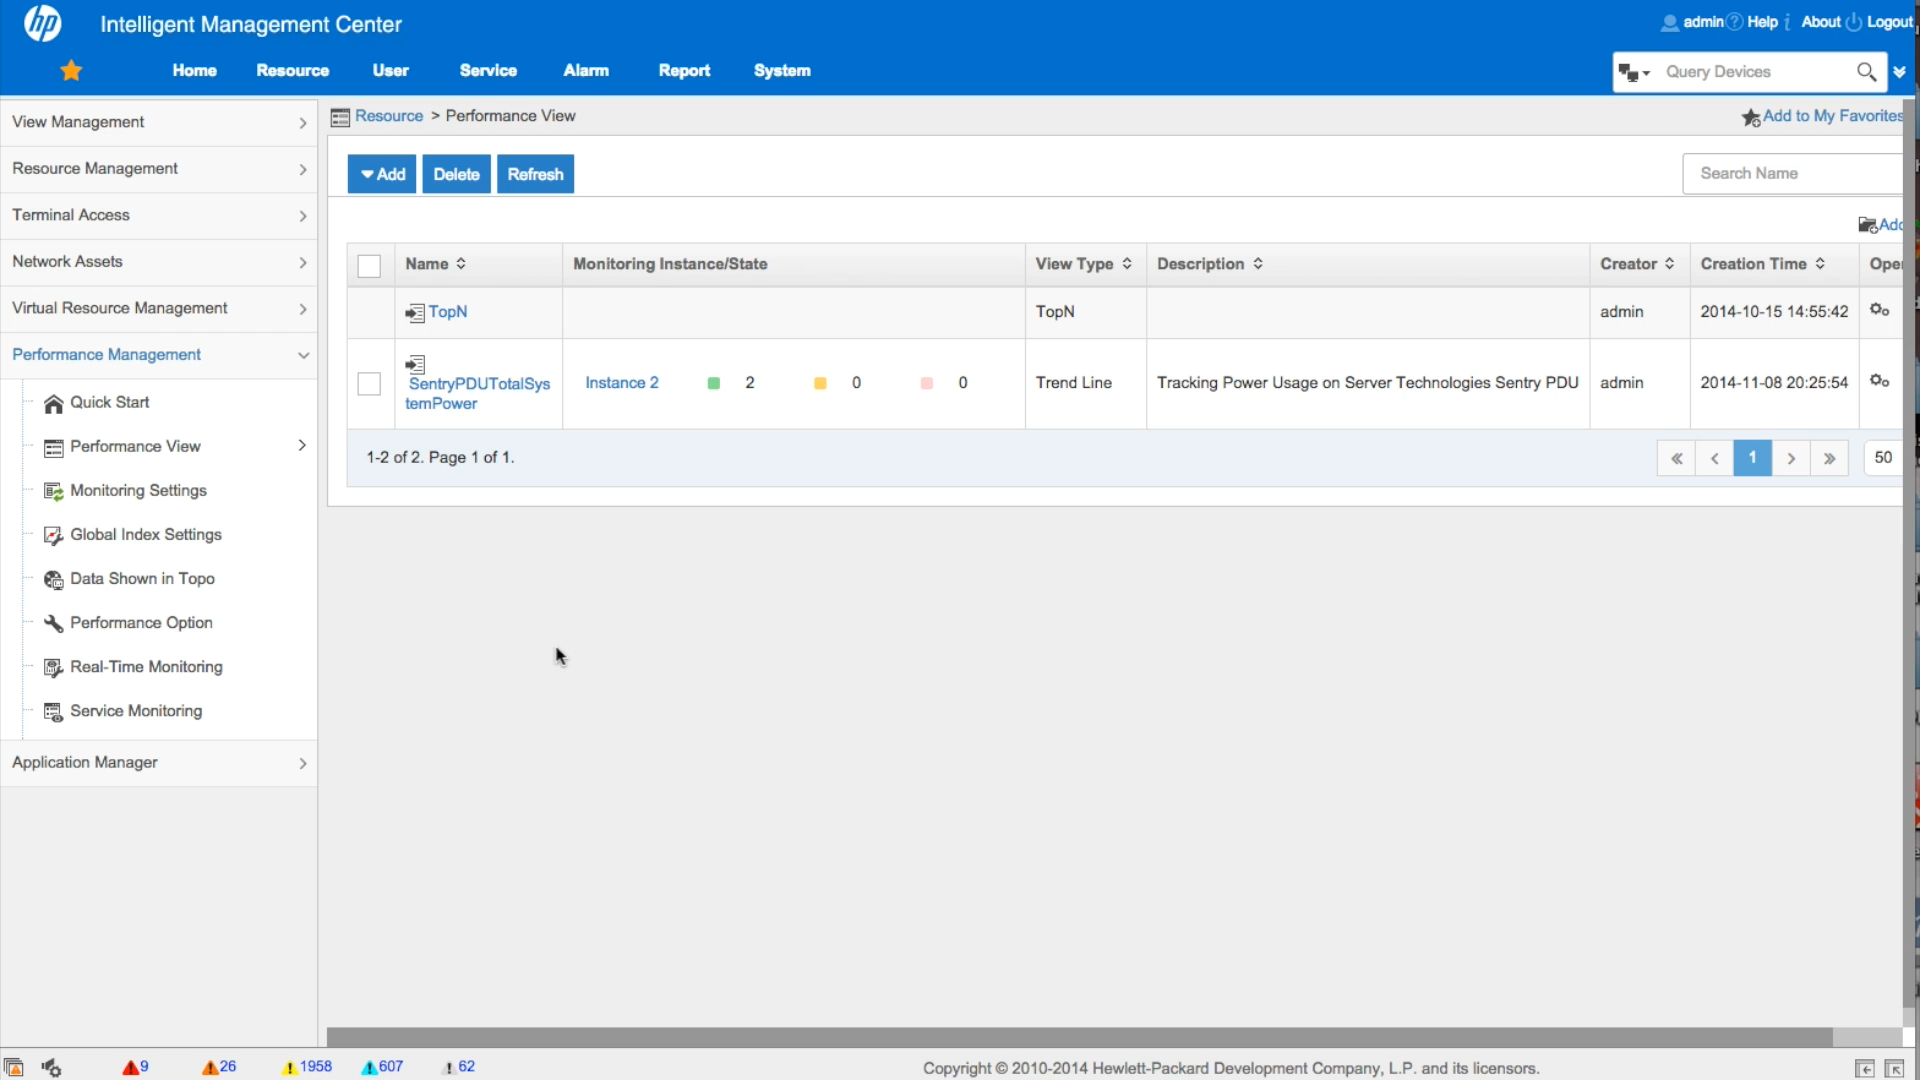 hp Intelligent Management Center
admin Help About Logout
Home Resource User Service Alarm Report System
Query Devices
View Management
Resource Management
Terminal Access
Network Assets
Virtual Resource Management
Performance Management
Quick Start
Performance View
Monitoring Settings
Global Index Settings
Data Shown in Topo
Performance Option
Real-Time Monitoring
Service Monitoring
Application Manager
Resource > Performance View
Add to My Favorites
Add Delete Refresh
Search Name
Add
Name Monitoring Instance/State View Type Description Creator Creation Time Oper
TopN TopN admin 2014-10-15 14:55:42
SentryPDUTotalSys
temPower
Instance 2 2 0 0 Trend Line Tracking Power Usage on Server Technologies Sentry PDU admin 2014-11-08 20:25:54
1-2 of 2. Page 1 of 1.
« < 1 > » 50
9 26 1958 607 62
Copyright © 2010-2014 Hewlett-Packard Development Company, L.P. and its licensors.